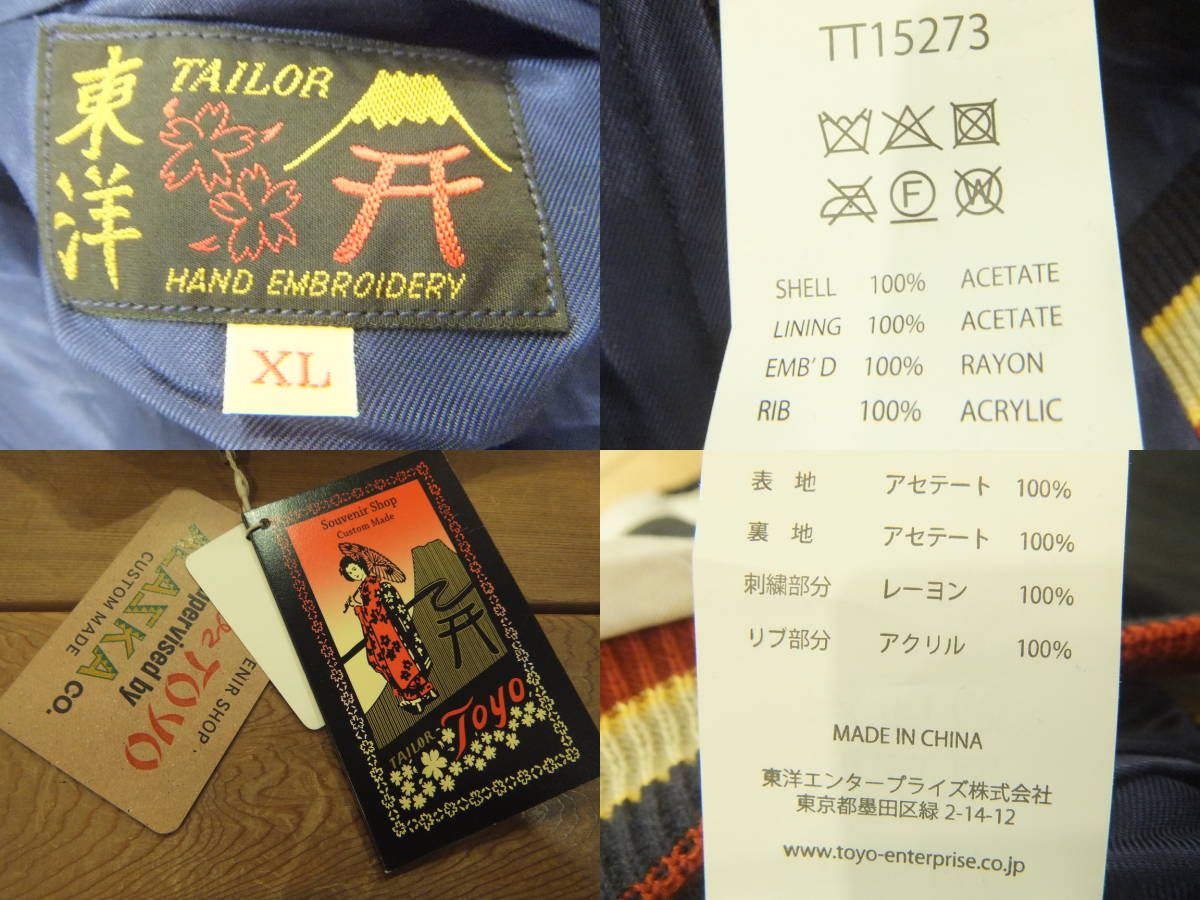 東洋
TAILOR
HAND EMBROIDERY
XL
TT15273
F
W
SHELL 100% ACETATE
LINING 100% ACETATE
EMB'D 100% RAYON
RIB 100% ACRYLIC
Souvenir Shop
Custom Made
TAILOR Toyo
ENIR SHOP ·
TOYO
upervised by
LASKA CO.
CUSTOM MADE
表地 アセテート 100%
裏地 アセテート 100%
刺繍部分 レーヨン 100%
リブ部分 アクリル 100%
MADE IN CHINA
東洋エンタープライズ株式会社
東京都墨田区緑 2-14-12
www.toyo-enterprise.co.jp